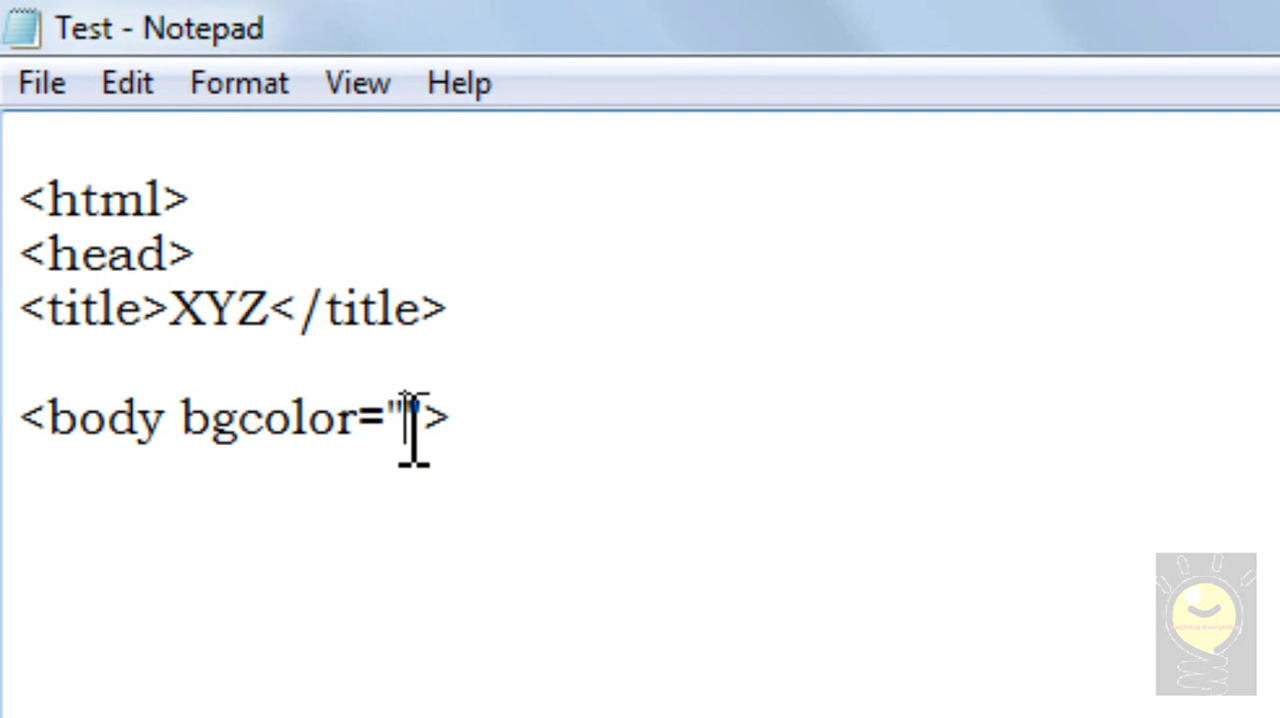 Test - Notepad
File Edit Format View Help
<html>
<head>
<title>XYZ</title>
<body bgcolor="">